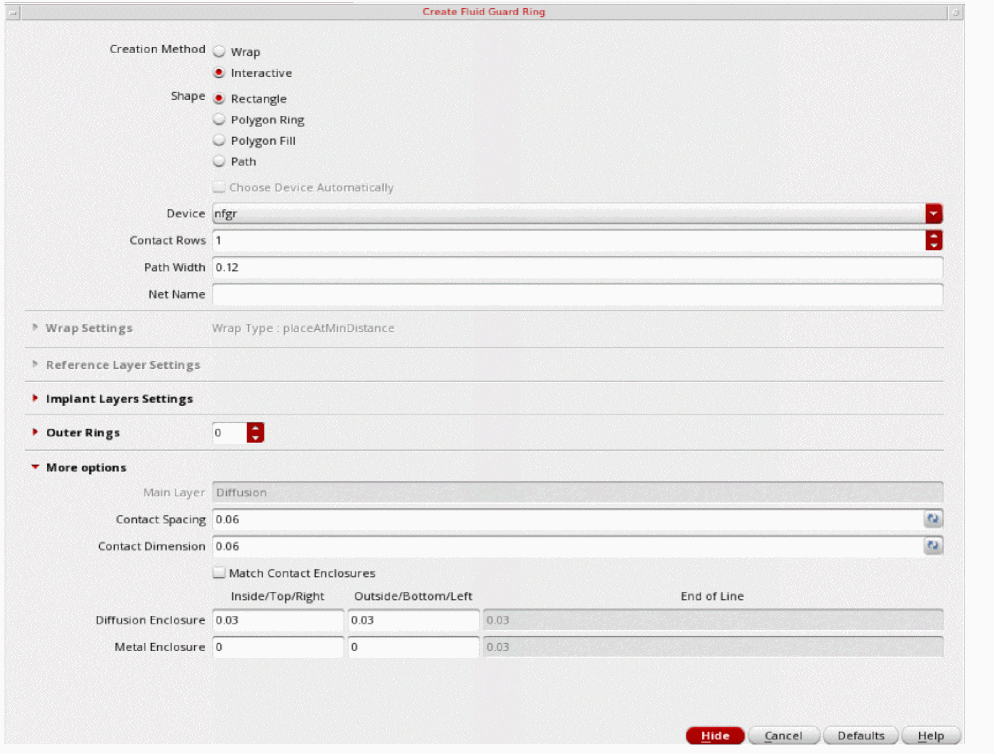 Create Fluid Guard Ring
Creation Method Wrap
Interactive
Shape Rectangle
Polygon Ring
Polygon Fill
Path
Choose Device Automatically
Device nfgr
Contact Rows 1
Path Width 0.12
Net Name
Wrap Settings Wrap Type : placeAtMinDistance
Reference Layer Settings
Implant Layers Settings
Outer Rings 0
More options
Main Layer Diffusion
Contact Spacing 0.06
Contact Dimension 0.06
Match Contact Enclosures
Inside/Top/Right Outside/Bottom/Left End of Line
Diffusion Enclosure 0.03 0.03 0.03
Metal Enclosure 0 0 0.03
Hide Cancel Defaults Help